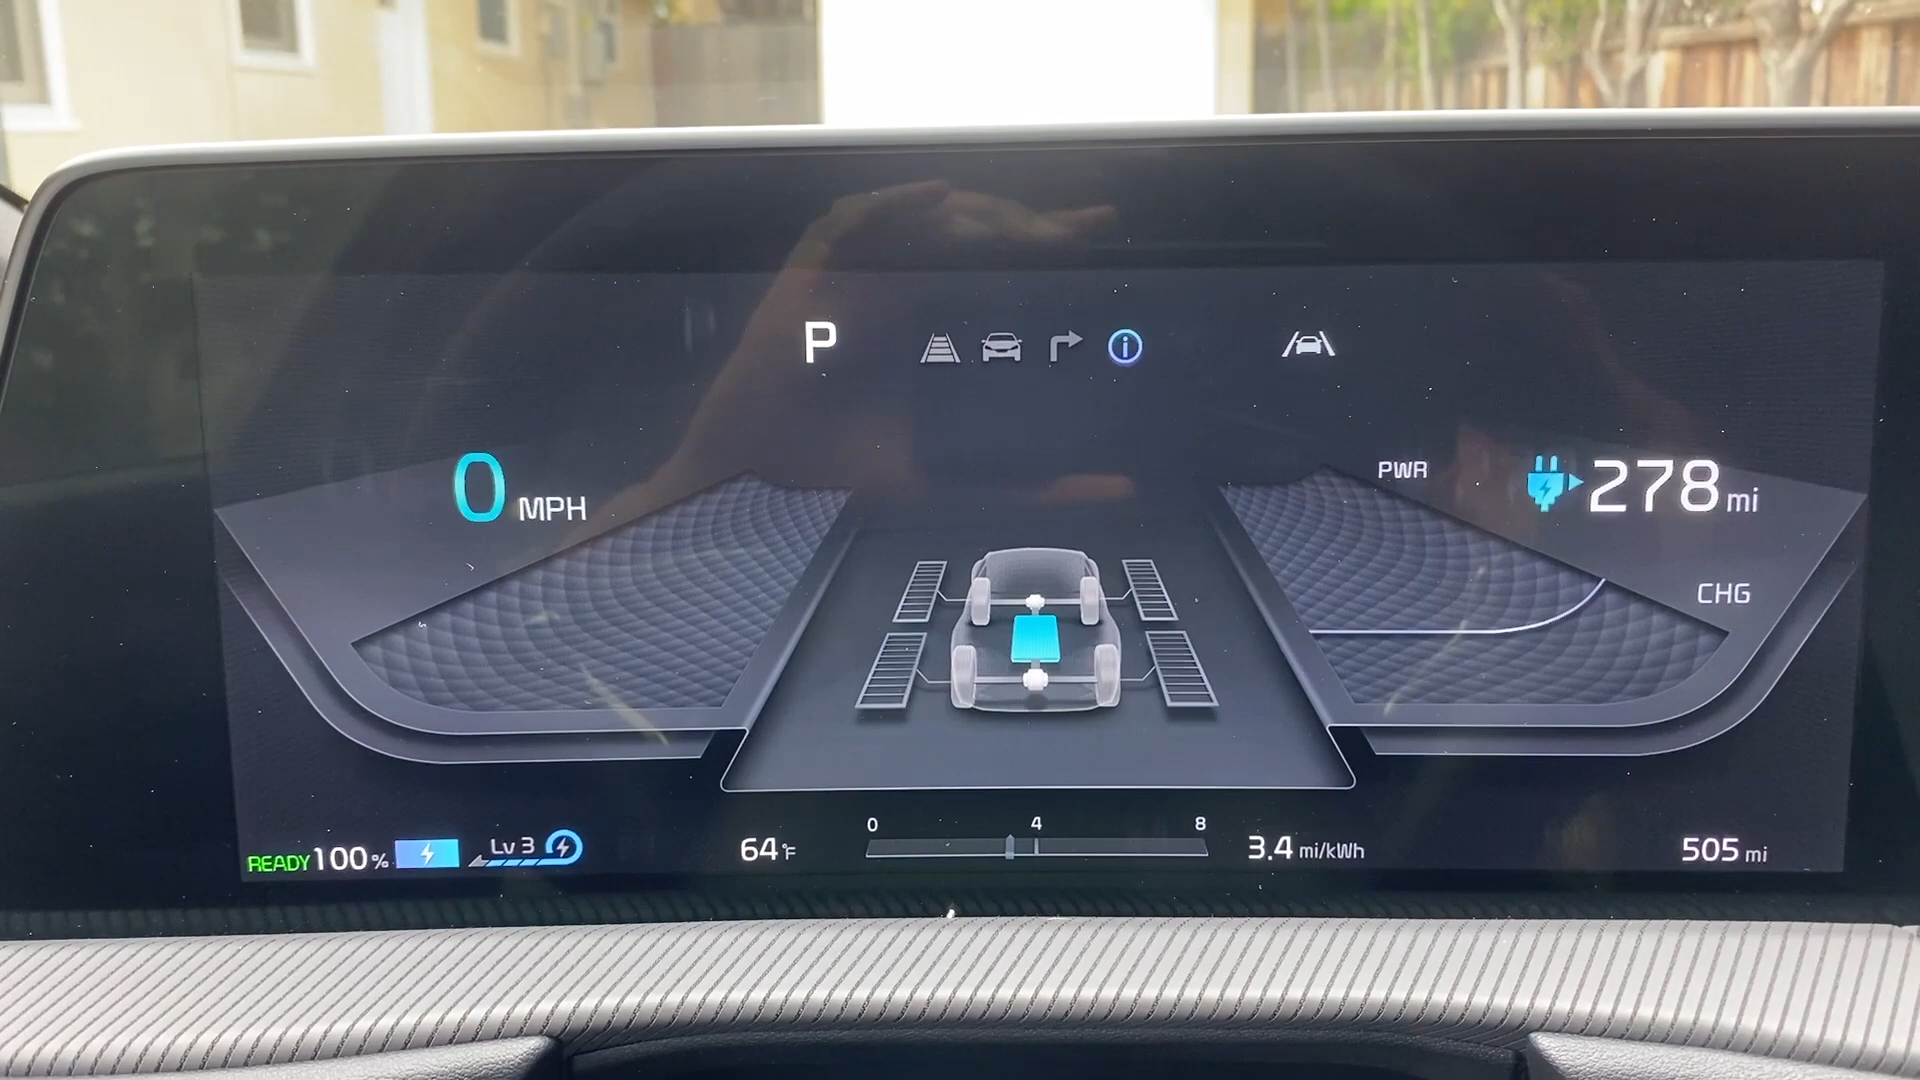 P
0 MPH
PWR
278 mi
CHG
0 4 8
READY 100 % Lv 3 64 °F 3.4 mi/kWh 505 mi